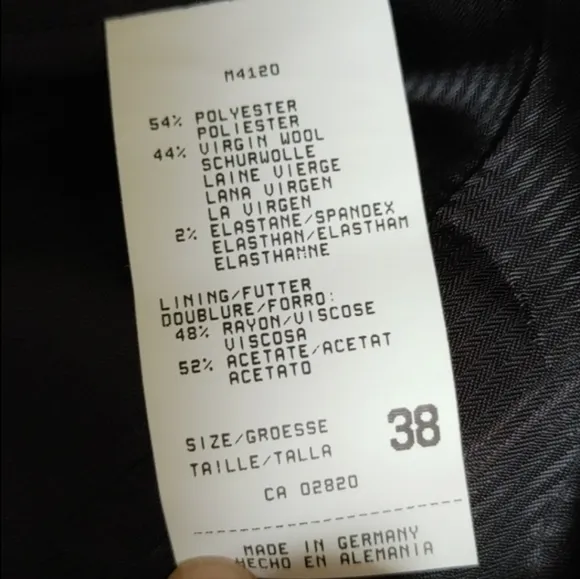 M4120
54% POLYESTER
POLIESTER
44% VIRGIN WOOL
SCHURWOLLE
LAINE VIERGE
LANA VIRGEN
LA VIRGEN
2% ELASTANE/SPANDEX
ELASTHAN/ELASTHAM
ELASTHANNE
LINING/FUTTER
DOUBLURE/FORRO:
48% RAYON/VISCOSE
VISCOSA
52% ACETATE/ACETAT
ACETATO
SIZE/GROESSE
TAILLE/TALLA
38
CA 02820
MADE IN GERMANY
HECHO EN ALEMANIA